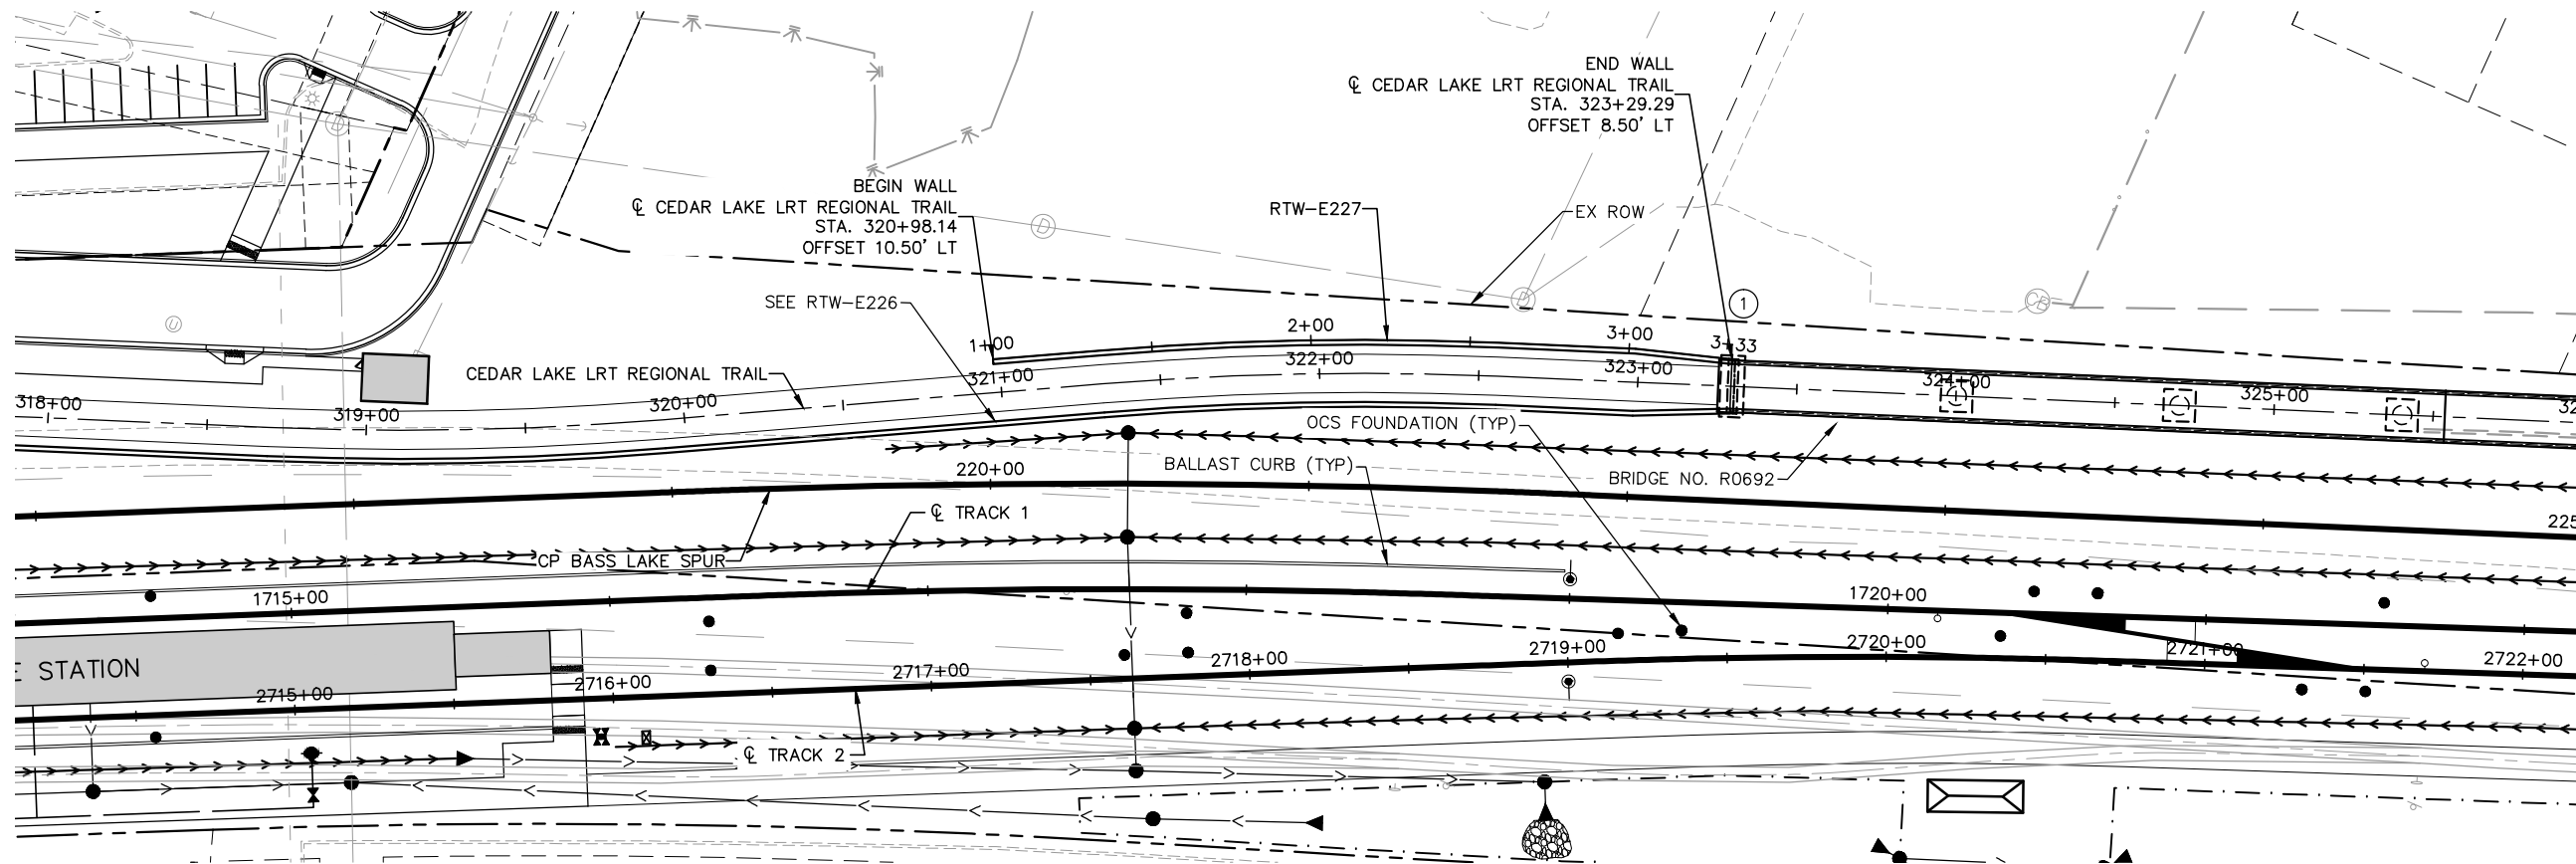 END WALL
℄ CEDAR LAKE LRT REGIONAL TRAIL
STA. 323+29.29
OFFSET 8.50' LT
BEGIN WALL
℄ CEDAR LAKE LRT REGIONAL TRAIL
STA. 320+98.14
OFFSET 10.50' LT
RTW-E227
EX ROW
D
D
D
CB
U
1
SEE RTW-E226
1+00
2+00
3+00
3+33
CEDAR LAKE LRT REGIONAL TRAIL
318+00
319+00
320+00
321+00
322+00
323+00
324+00
325+00
OCS FOUNDATION (TYP)
BALLAST CURB (TYP)
BRIDGE NO. R0692
220+00
225
℄ TRACK 1
CP BASS LAKE SPUR
1715+00
1720+00
E STATION
2715+00
2716+00
2717+00
2718+00
2719+00
2720+00
2721+00
2722+00
℄ TRACK 2